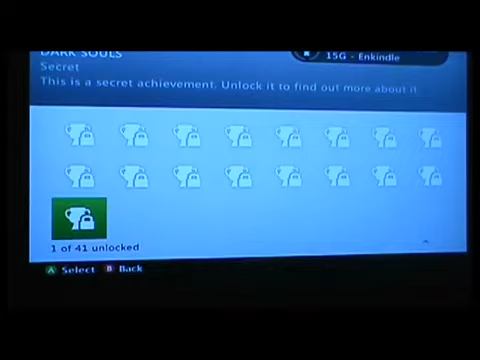 DARK SOULS
15G - Enkindle
Secret
This is a secret achievement. Unlock it to find out more about it
1 of 41 unlocked
A Select B Back